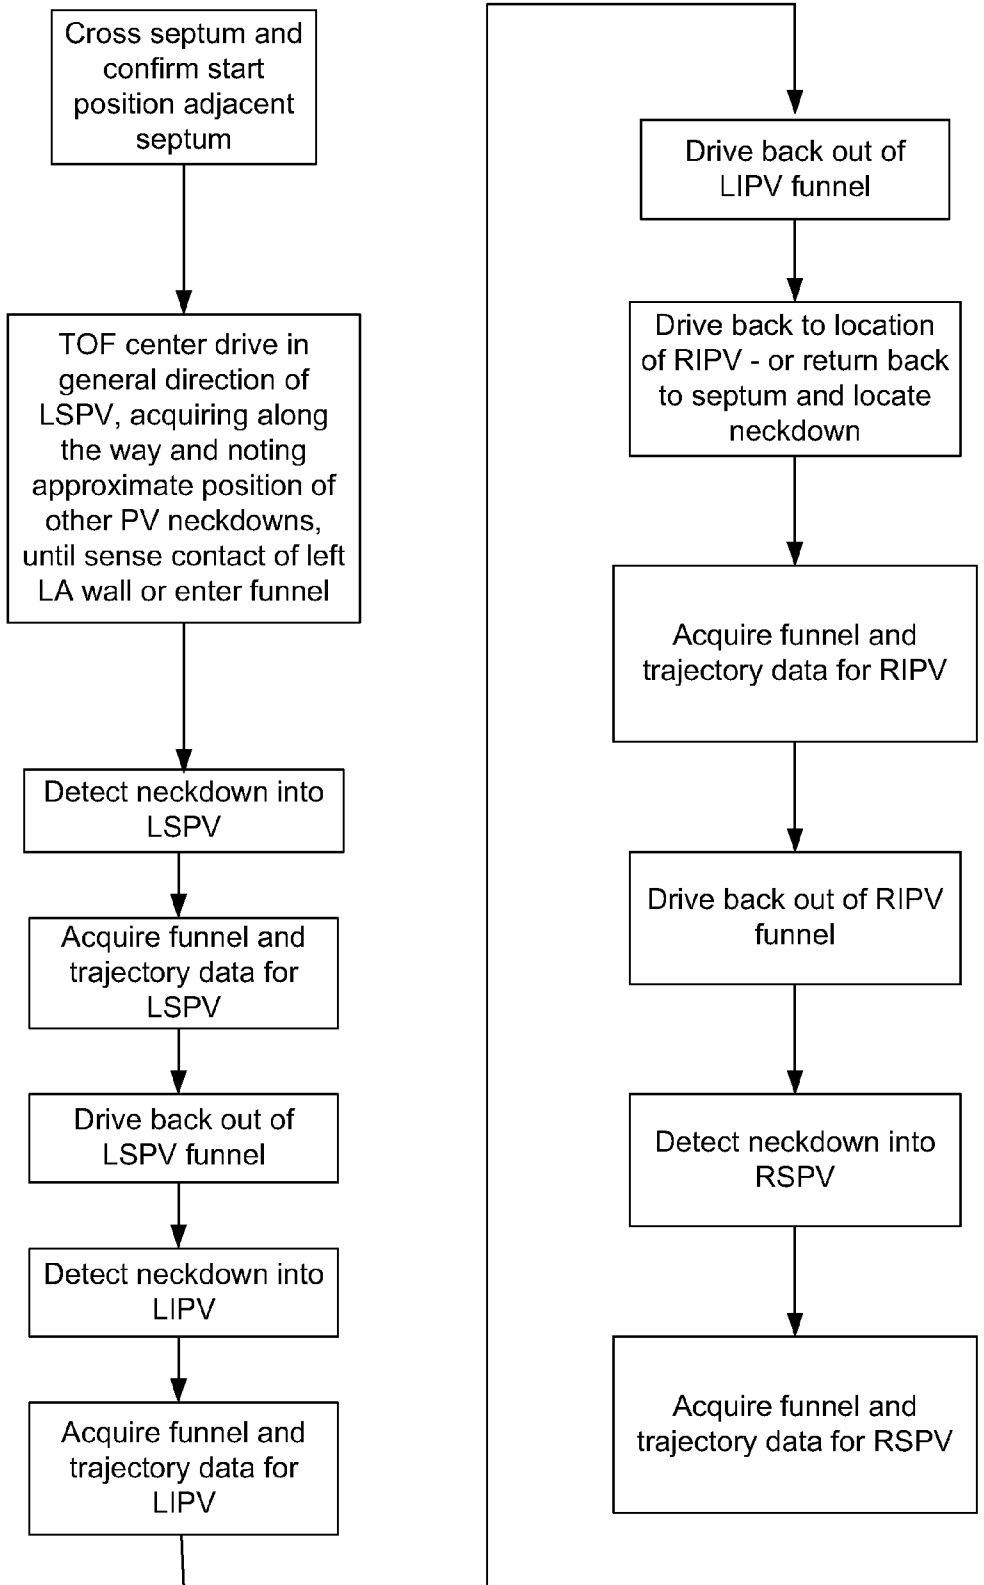 Cross septum and
confirm start
position adjacent
septum
TOF center drive in
general direction of
LSPV, acquiring along
the way and noting
approximate position of
other PV neckdowns,
until sense contact of left
LA wall or enter funnel
Detect neckdown into
LSPV
Acquire funnel and
trajectory data for
LSPV
Drive back out of
LSPV funnel
Detect neckdown into
LIPV
Acquire funnel and
trajectory data for
LIPV
Drive back out of
LIPV funnel
Drive back to location
of RIPV - or return back
to septum and locate
neckdown
Acquire funnel and
trajectory data for RIPV
Drive back out of RIPV
funnel
Detect neckdown into
RSPV
Acquire funnel and
trajectory data for RSPV